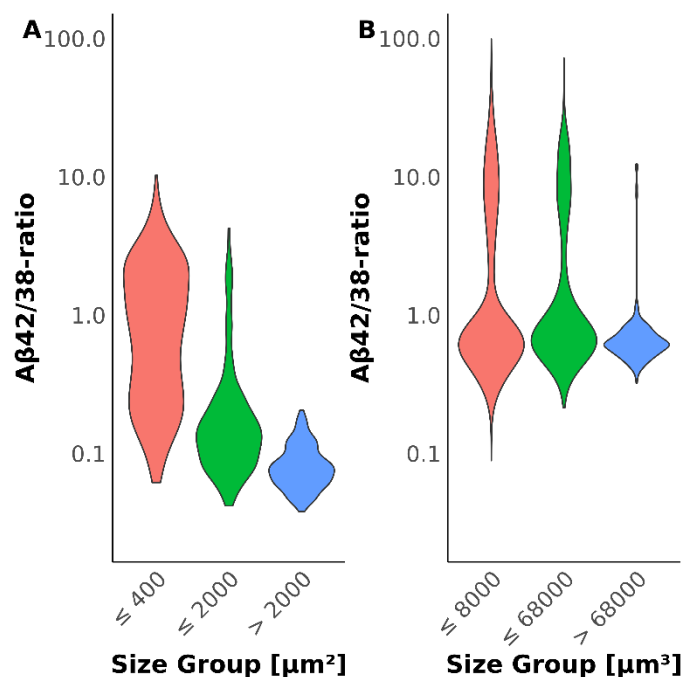 A
100.0
10.0
1.0
0.1
Aβ42/38-ratio
≤ 400
≤ 2000
> 2000
Size Group [µm²]
B
100.0
10.0
1.0
0.1
Aβ42/38-ratio
≤ 8000
≤ 68000
> 68000
Size Group [µm³]